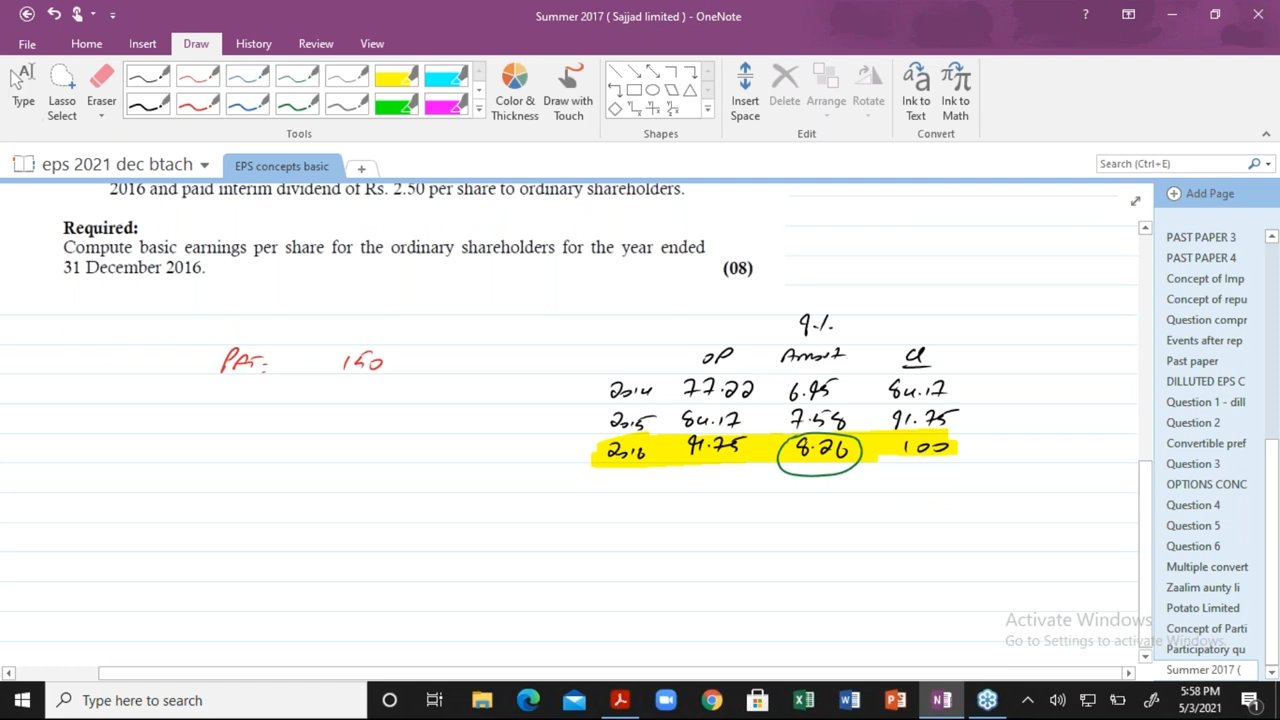 Summer 2017 ( Sajjad limited ) - OneNote
File Home Insert Draw History Review View
Type
Lasso Select
Eraser
Color & Thickness
Draw with Touch
Insert Space
Delete
Arrange
Rotate
Ink to Text
Ink to Math
Tools
Shapes
Edit
Convert
eps 2021 dec btach
EPS concepts basic
Search (Ctrl+E)
2016 and paid interim dividend of Rs. 2.50 per share to ordinary shareholders.
Required:
Compute basic earnings per share for the ordinary shareholders for the year ended
31 December 2016.
(08)
9%
PAT: 150
OP Amort Cl
2014 77.22 6.95 84.17
2015 84.17 7.58 91.75
2016 91.75 8.26 100
Add Page
PAST PAPER 3
PAST PAPER 4
Concept of Imp
Concept of repu
Question compr
Events after rep
Past paper
DILLUTED EPS C
Question 1 - dill
Question 2
Convertible pref
Question 3
OPTIONS CONC
Question 4
Question 5
Question 6
Multiple convert
Zaalim aunty li
Potato Limited
Concept of Parti
Participatory qu
Summer 2017 (
Activate Windows
Go to Settings to activate Windows.
Type here to search
5:58 PM
5/3/2021